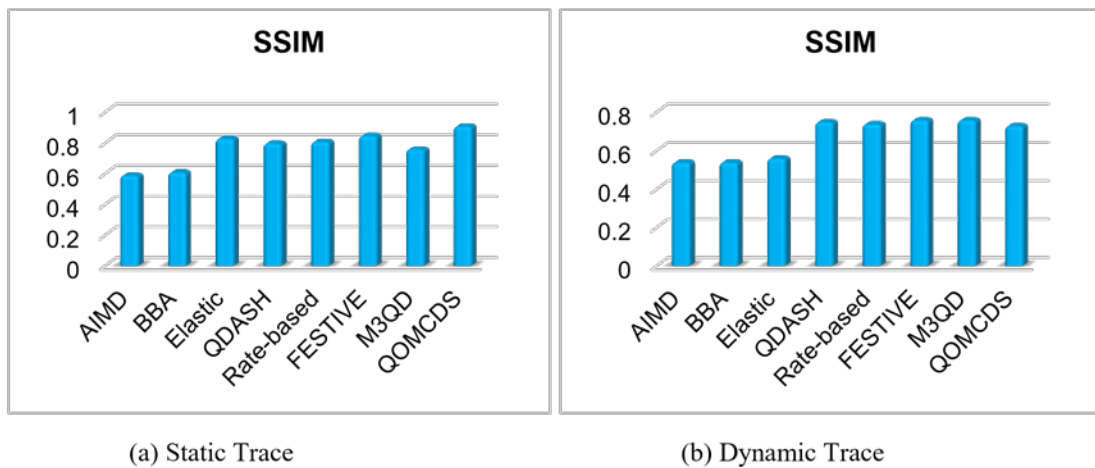 SSIM
1
0.8
0.6
0.4
0.2
0
AIMD
BBA
Elastic
QDASH
Rate-based
FESTIVE
M3QD
QOMCDS
(a) Static Trace
SSIM
0.8
0.6
0.4
0.2
0
AIMD
BBA
Elastic
QDASH
Rate-based
FESTIVE
M3QD
QOMCDS
(b) Dynamic Trace